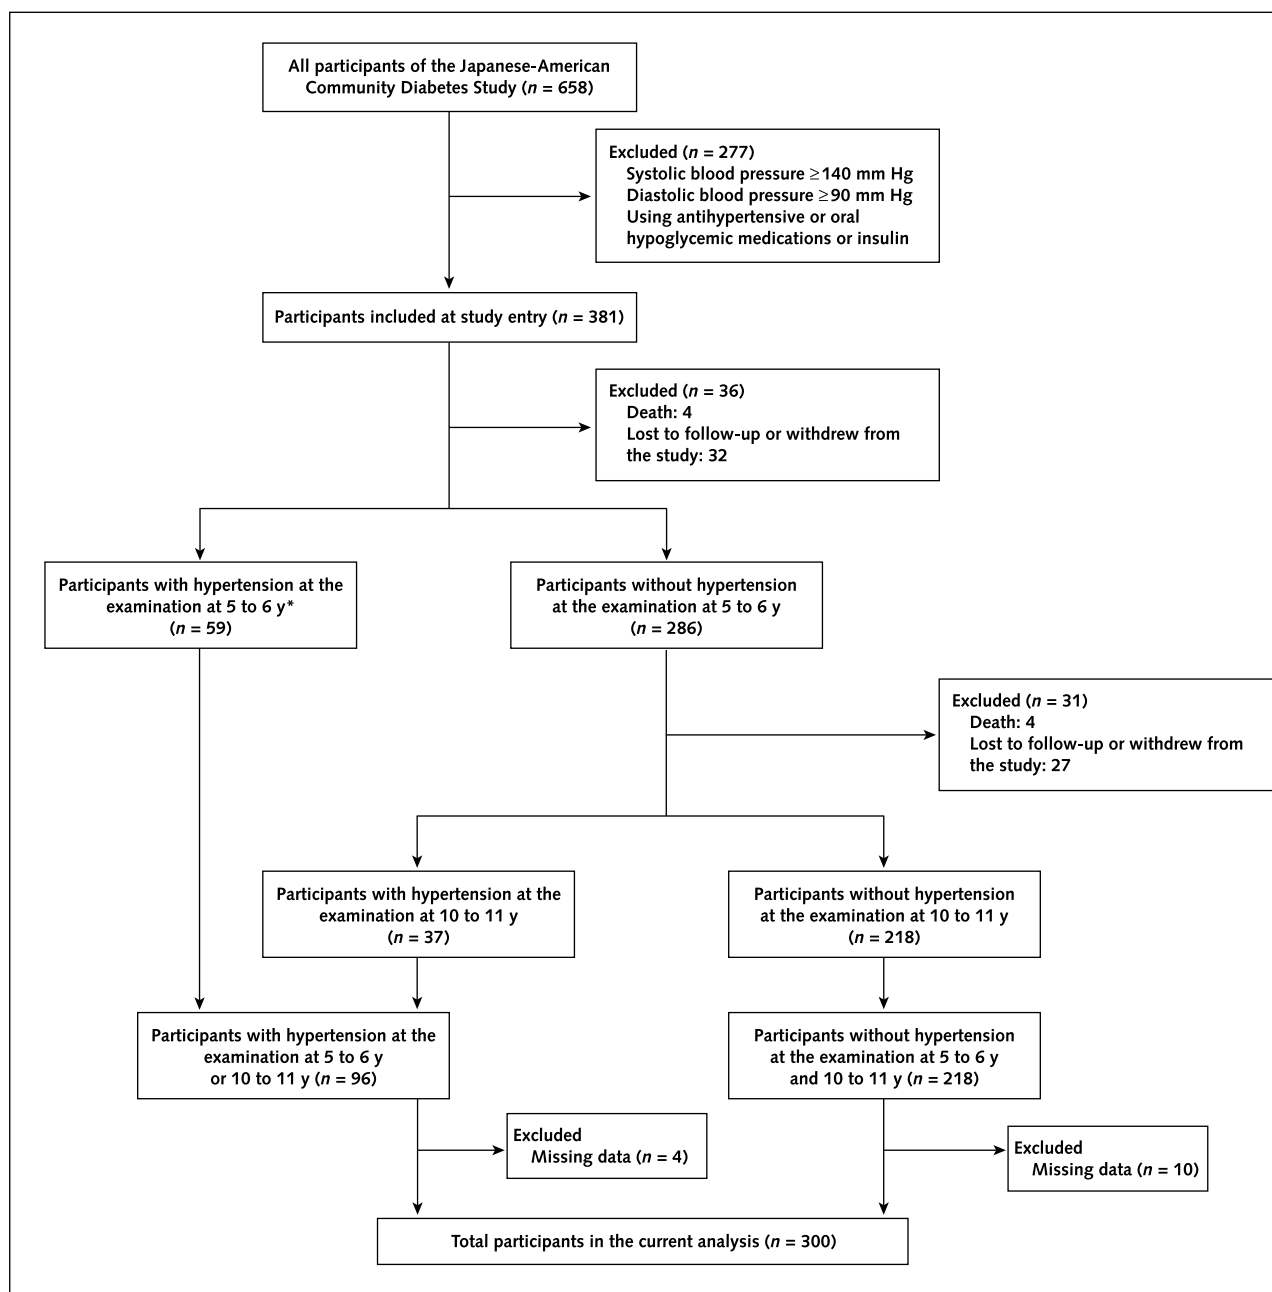 All participants of the Japanese-American
Community Diabetes Study (n = 658)
Excluded (n = 277)
Systolic blood pressure ≥140 mm Hg
Diastolic blood pressure ≥90 mm Hg
Using antihypertensive or oral
hypoglycemic medications or insulin
Participants included at study entry (n = 381)
Excluded (n = 36)
Death: 4
Lost to follow-up or withdrew from
the study: 32
Participants with hypertension at the
examination at 5 to 6 y*
(n = 59)
Participants without hypertension
at the examination at 5 to 6 y
(n = 286)
Excluded (n = 31)
Death: 4
Lost to follow-up or withdrew from
the study: 27
Participants with hypertension at the
examination at 10 to 11 y
(n = 37)
Participants without hypertension
at the examination at 10 to 11 y
(n = 218)
Participants with hypertension at the
examination at 5 to 6 y
or 10 to 11 y (n = 96)
Participants without hypertension
at the examination at 5 to 6 y
and 10 to 11 y (n = 218)
Excluded
Missing data (n = 4)
Excluded
Missing data (n = 10)
Total participants in the current analysis (n = 300)